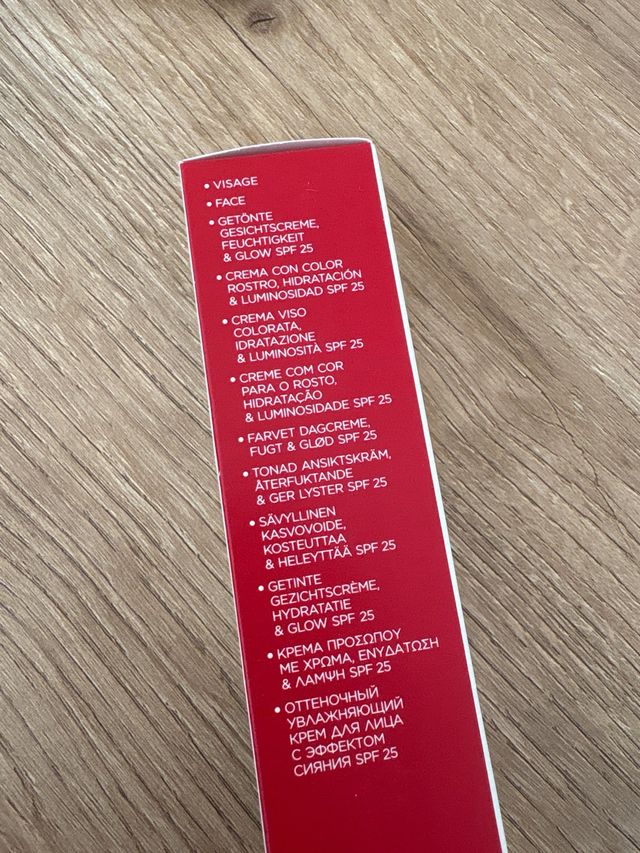 • VISAGE
• FACE
• GETÖNTE
GESICHTSCREME,
FEUCHTIGKEIT
& GLOW SPF 25
• CREMA CON COLOR
ROSTRO, HIDRATACIÓN
& LUMINOSIDAD SPF 25
• CREMA VISO
COLORATA,
IDRATAZIONE
& LUMINOSITÀ SPF 25
• CREME COM COR
PARA O ROSTO,
HIDRATAÇÃO
& LUMINOSIDADE SPF 25
• FARVET DAGCREME,
FUGT & GLØD SPF 25
• TONAD ANSIKTSKRÄM,
ÅTERFUKTANDE
& GER LYSTER SPF 25
• SÄVYLLINEN
KASVOVOIDE,
KOSTEUTTAA
& HELEYTTÄÄ SPF 25
• GETINTE
GEZICHTSCRÈME,
HYDRATATIE
& GLOW SPF 25
• ΚΡΕΜΑ ΠΡΟΣΩΠΟΥ
ΜΕ ΧΡΩΜΑ, ΕΝΥΔΑΤΩΣΗ
& ΛΑΜΨΗ SPF 25
• ОТТЕНОЧНЫЙ
УВЛАЖНЯЮЩИЙ
КРЕМ ДЛЯ ЛИЦА
С ЭФФЕКТОМ
СИЯНИЯ SPF 25